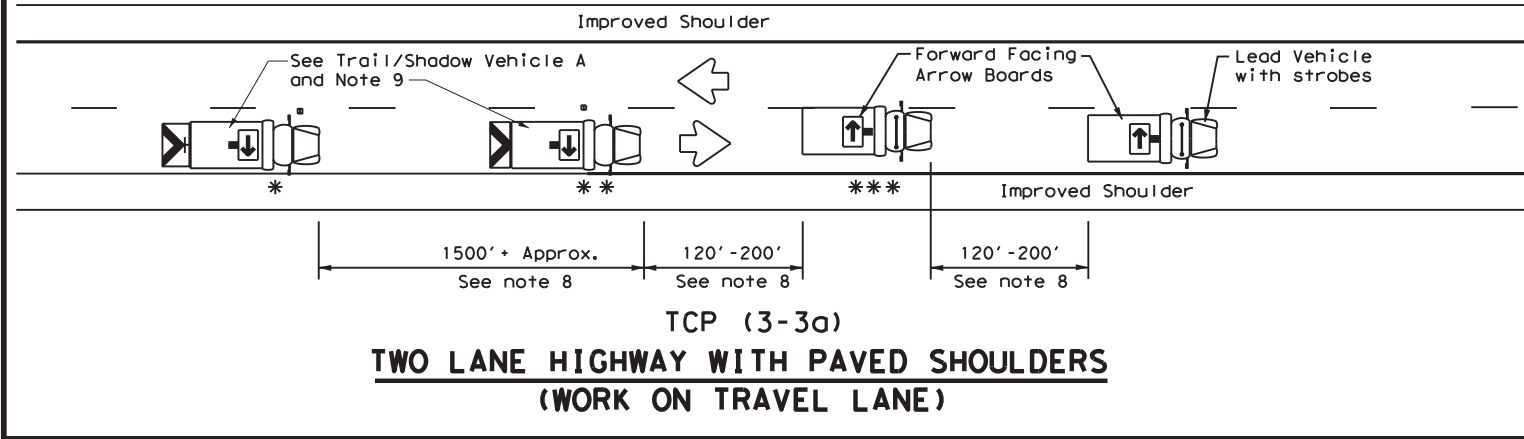 Improved Shoulder
See Trail/Shadow Vehicle A
and Note 9
Forward Facing
Arrow Boards
Lead Vehicle
with strobes
*
* *
***
Improved Shoulder
1500'+ Approx.
See note 8
120'-200'
See note 8
120'-200'
See note 8
TCP (3-3a)
TWO LANE HIGHWAY WITH PAVED SHOULDERS
(WORK ON TRAVEL LANE)